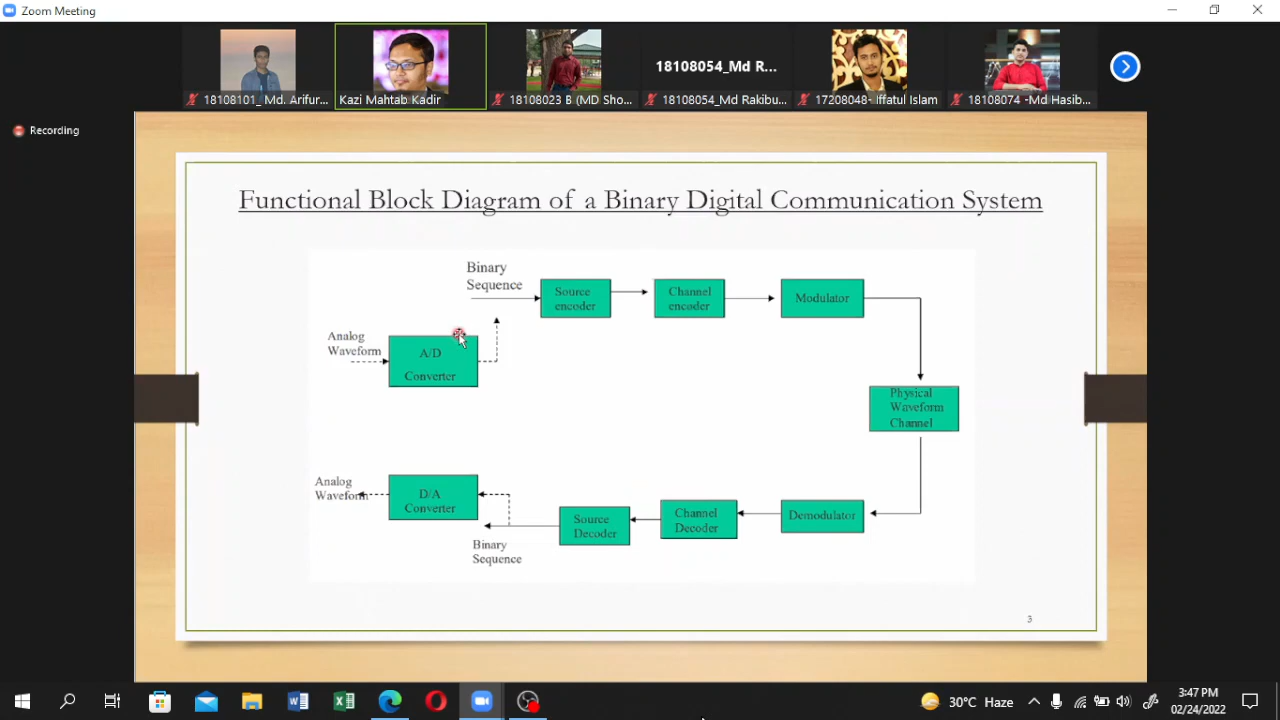 Zoom Meeting
18108054_Md R...
18108101_ Md. Arifur...
Kazi Mahtab Kadir
18108023 B (MD Sho...
18108054_Md Rakibu...
17208048- Iffatul Islam
18108074 -Md Hasib...
Recording
Functional Block Diagram of a Binary Digital Communication System
Binary
Sequence
Source
encoder
Channel
encoder
Modulator
Analog
Waveform
A/D
Converter
Physical
Waveform
Channel
Analog
Waveform
D/A
Converter
Source
Decoder
Channel
Decoder
Demodulator
Binary
Sequence
3
30°C Haze
3:47 PM
02/24/2022